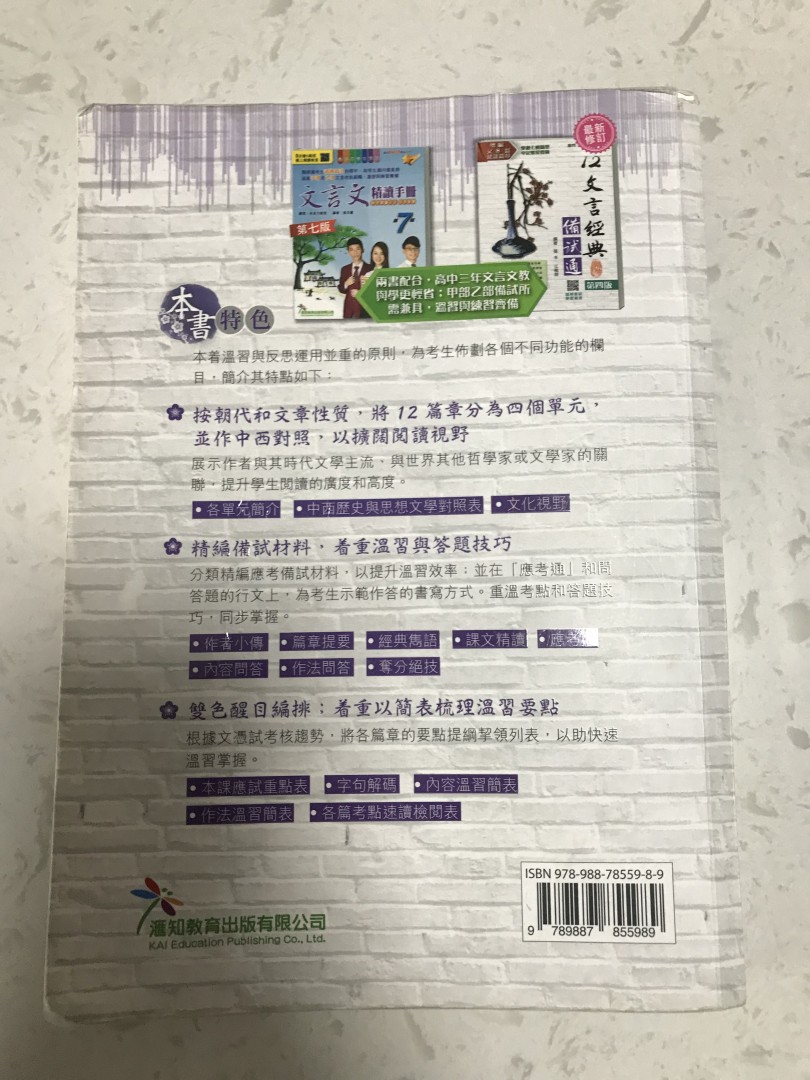 最新
修訂
文言文 精讀手冊
第七版
7
12文言經典
備試通
第四版
兩書配合，高中三年文言文教
與學更輕省；甲部乙部備試所
需兼具，溫習與練習齊備
本書特色
本着溫習與反思運用並重的原則，為考生佈劃各個不同功能的欄
目，簡介其特點如下：
按朝代和文章性質，將 12 篇章分為四個單元，
並作中西對照，以擴闊閱讀視野
展示作者與其時代文學主流、與世界其他哲學家或文學家的關
聯，提升學生閱讀的廣度和高度。
• 各單元簡介 • 中西歷史與思想文學對照表 • 文化視野
精編備試材料，着重溫習與答題技巧
分類精編應考備試材料，以提升溫習效率；並在「應考通」和問
答題的行文上，為考生示範作答的書寫方式。重溫考點和答題技
巧，同步掌握。
• 作者小傳 • 篇章提要 • 經典雋語 • 課文精讀 • 應考
• 內容問答 • 作法問答 • 奪分絕技
雙色醒目編排；着重以簡表梳理溫習要點
根據文憑試考核趨勢，將各篇章的要點提綱挈領列表，以助快速
溫習掌握。
• 本課應試重點表 • 字句解碼 • 內容溫習簡表
• 作法溫習簡表 • 各篇考點速讀檢閱表
滙知教育出版有限公司
KAI Education Publishing Co., Ltd.
ISBN 978-988-78559-8-9
9 789887 855989